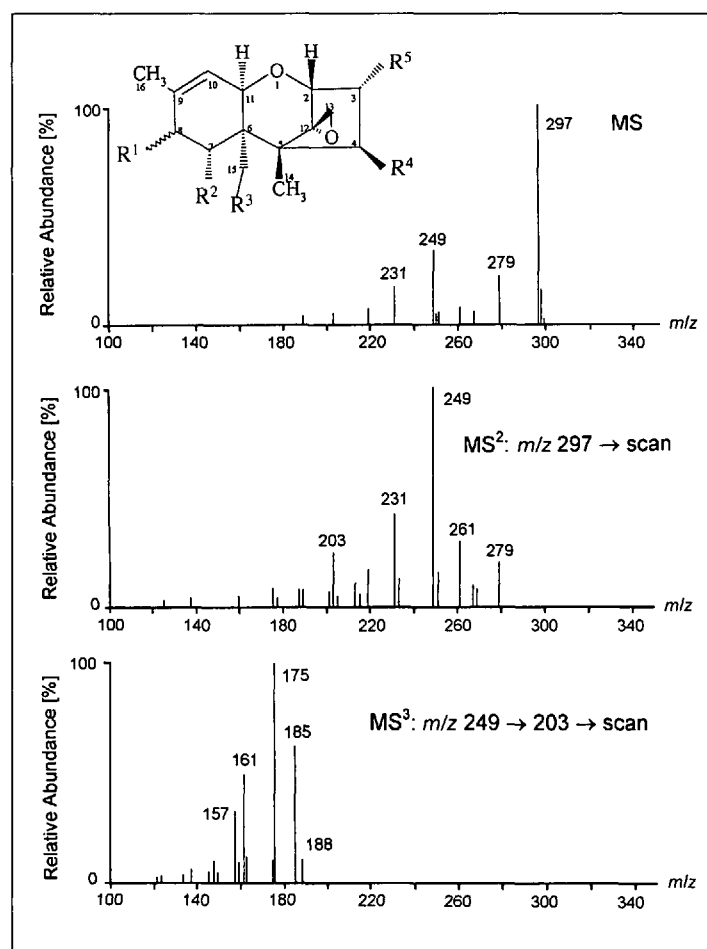 H
H
R⁵
CH₃
16
10
O
1
2
3
9
11
13
8
6
12
O
7
5
4
R¹
15
R⁴
R²
14
CH₃
R³
Relative Abundance [%]
100
0
MS
297
249
231
279
100 140 180 220 260 300 340
m/z
Relative Abundance [%]
100
0
MS²: m/z 297 → scan
249
231
261
203
279
100 140 180 220 260 300 340
m/z
Relative Abundance [%]
100
0
MS³: m/z 249 → 203 → scan
175
185
161
157
188
100 140 180 220 260 300 340
m/z